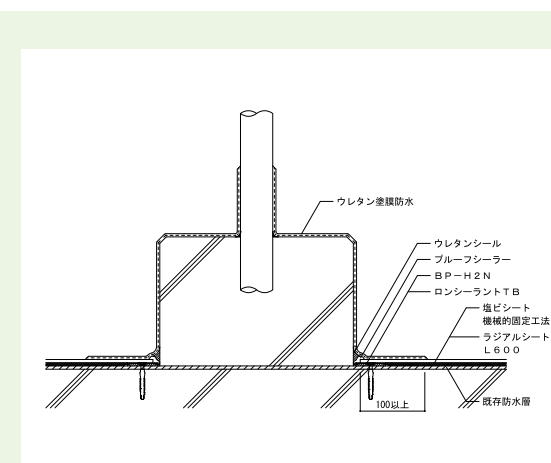 ウレタン塗膜防水
ウレタンシール
プルーフシーラー
ＢＰ－Ｈ２Ｎ
ロンシーラントＴＢ
塩ビシート
機械的固定工法
ラジアルシート
Ｌ６００
100以上
既存防水層